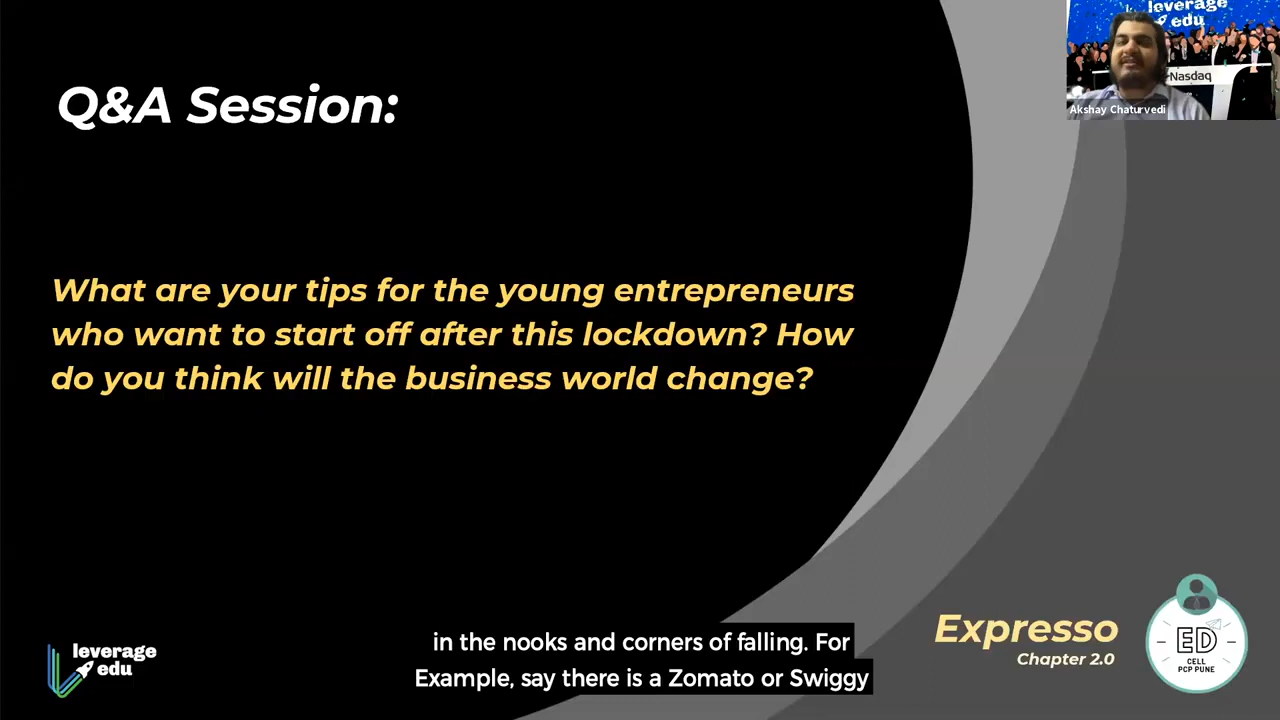 leverage
edu
Nasdaq
Akshay Chaturvedi
Q&A Session:
What are your tips for the young entrepreneurs
who want to start off after this lockdown? How
do you think will the business world change?
in the nooks and corners of falling. For
Example, say there is a Zomato or Swiggy
leverage
edu
Expresso
Chapter 2.0
ED
CELL
PCP PUNE